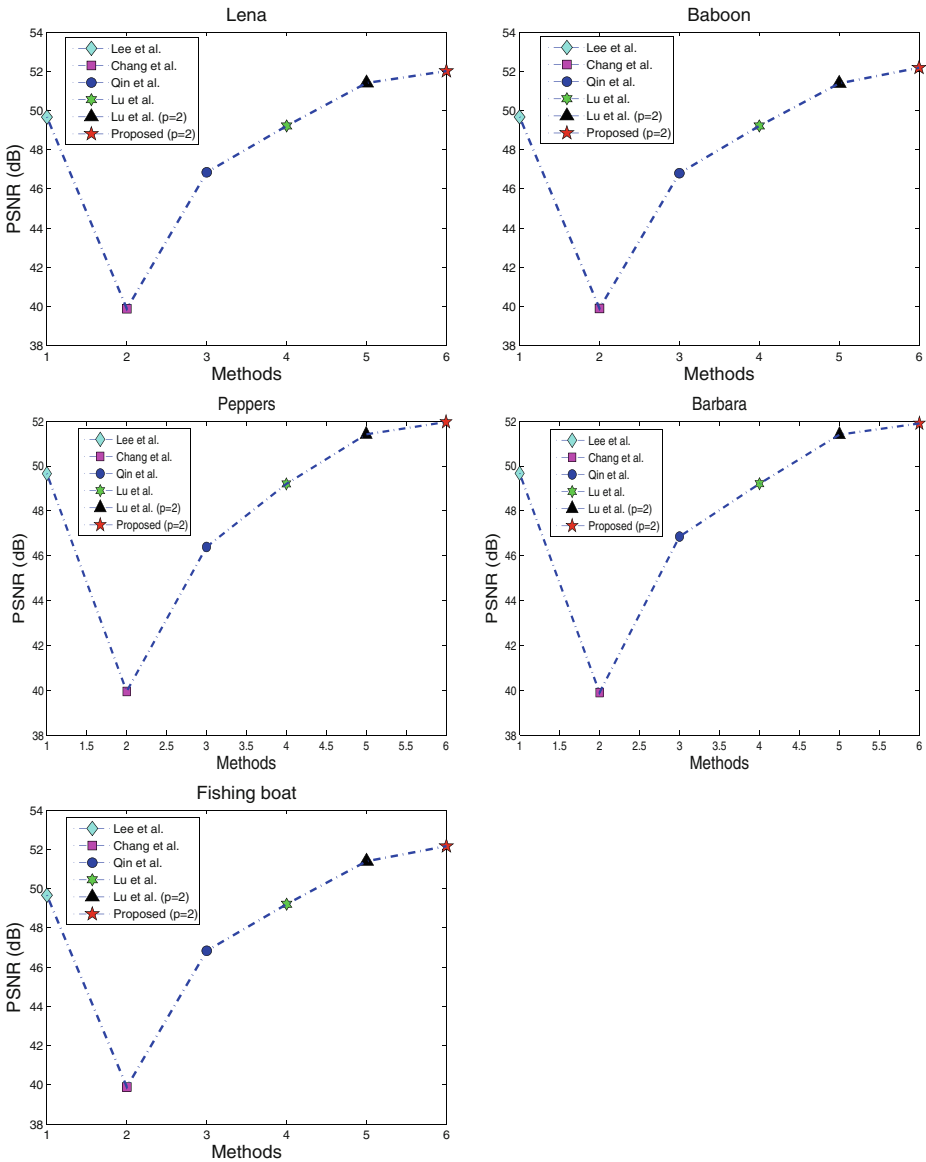 Lena
54
52
50
48
46
44
42
40
38
PSNR (dB)
Lee et al.
Chang et al.
Qin et al.
Lu et al.
Lu et al. (p=2)
Proposed (p=2)
1 2 3 4 5 6
Methods
Baboon
54
52
50
48
46
44
42
40
38
PSNR (dB)
Lee et al.
Chang et al.
Qin et al.
Lu et al.
Lu et al. (p=2)
Proposed (p=2)
1 2 3 4 5 6
Methods
Peppers
52
50
48
46
44
42
40
38
PSNR (dB)
Lee et al.
Chang et al.
Qin et al.
Lu et al.
Lu et al. (p=2)
Proposed (p=2)
1 1.5 2 2.5 3 3.5 4 4.5 5 5.5 6
Methods
Barbara
52
50
48
46
44
42
40
38
PSNR (dB)
Lee et al.
Chang et al.
Qin et al.
Lu et al.
Lu et al. (p=2)
Proposed (p=2)
1 1.5 2 2.5 3 3.5 4 4.5 5 5.5 6
Methods
Fishing boat
54
52
50
48
46
44
42
40
38
PSNR (dB)
Lee et al.
Chang et al.
Qin et al.
Lu et al.
Lu et al. (p=2)
Proposed (p=2)
1 2 3 4 5 6
Methods